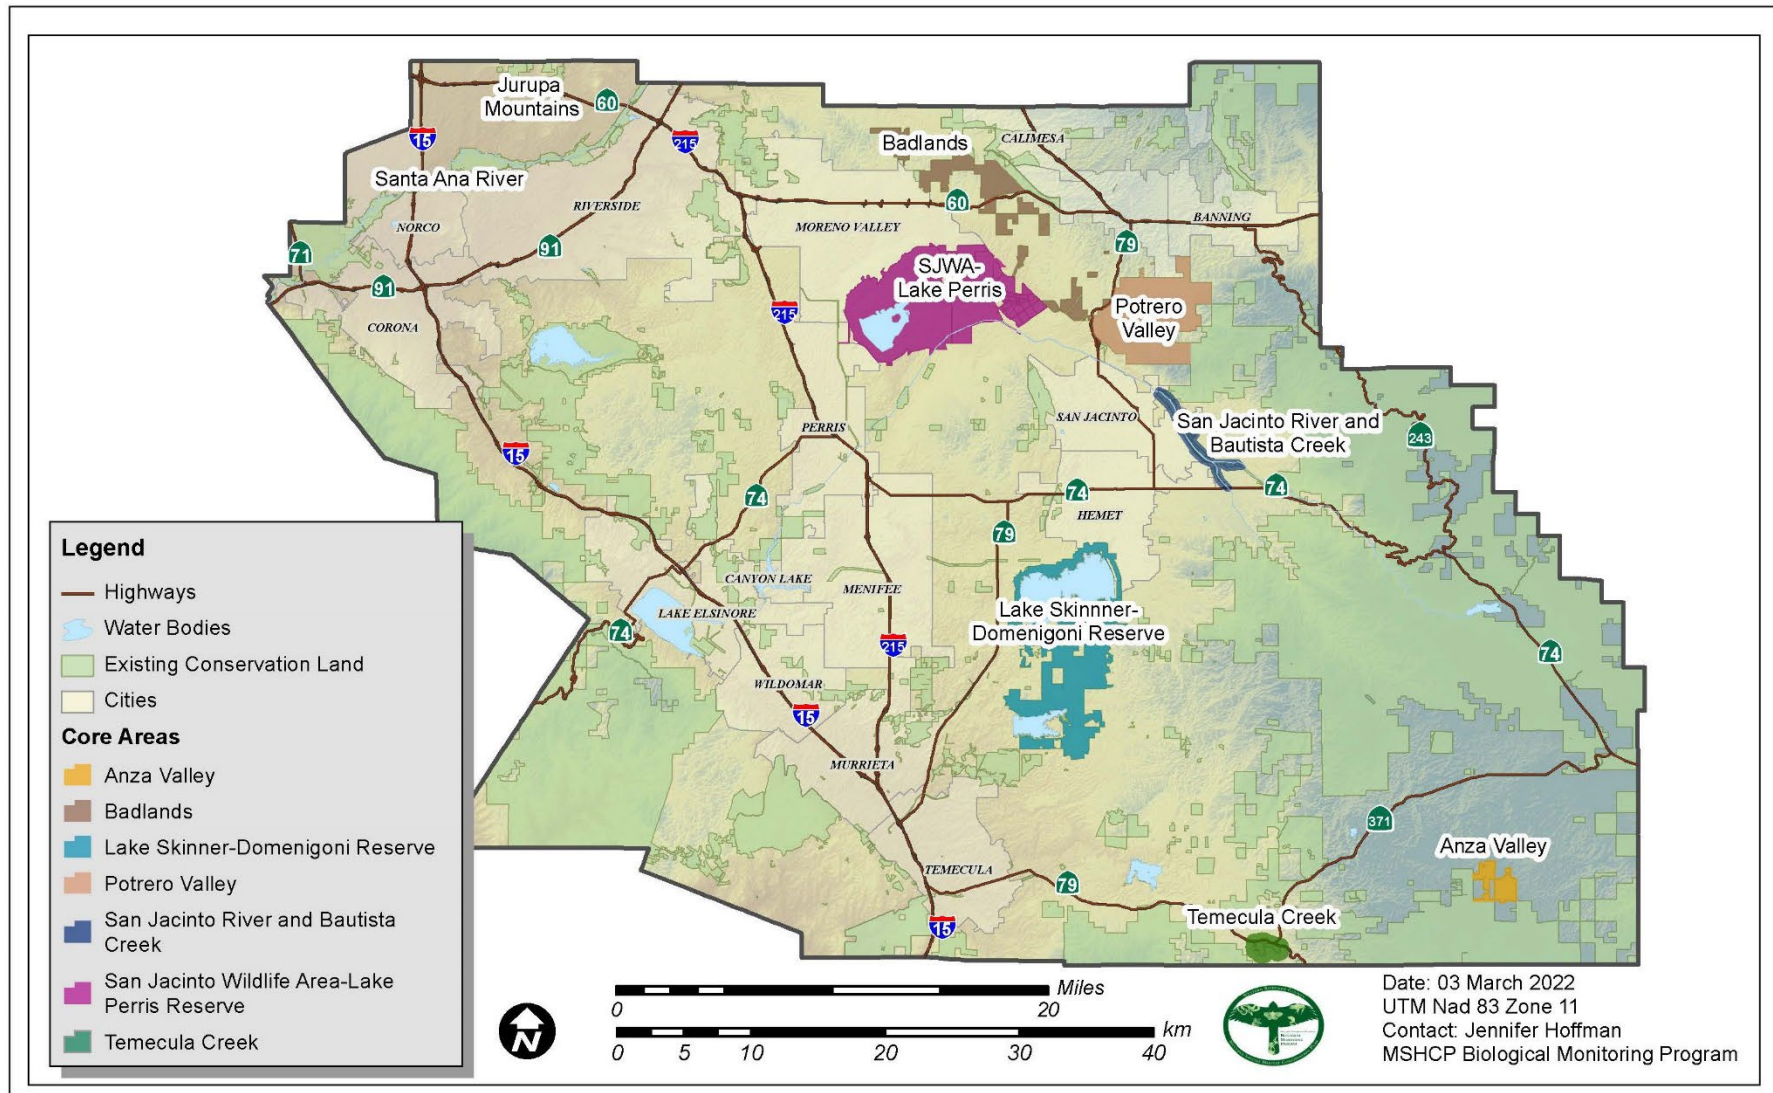 Jurupa
Mountains
60
15
215
Badlands
CALIMESA
Santa Ana River
RIVERSIDE
60
NORCO
MORENO VALLEY
BANNING
71
91
79
91
SJWA-
Lake Perris
215
Potrero
Valley
CORONA
PERRIS
SAN JACINTO
San Jacinto River and
Bautista Creek
243
15
74
74
74
HEMET
79
CANYON LAKE
MENIFEE
LAKE ELSINORE
Lake Skinnner-
Domenigoni Reserve
74
215
74
WILDOMAR
15
MURRIETA
371
Anza Valley
TEMECULA
79
Temecula Creek
15
Legend
Highways
Water Bodies
Existing Conservation Land
Cities
Core Areas
Anza Valley
Badlands
Lake Skinner-Domenigoni Reserve
Potrero Valley
San Jacinto River and Bautista
Creek
San Jacinto Wildlife Area-Lake
Perris Reserve
Temecula Creek
N
Miles
0 20
km
0 5 10 20 30 40
Date: 03 March 2022
UTM Nad 83 Zone 11
Contact: Jennifer Hoffman
MSHCP Biological Monitoring Program